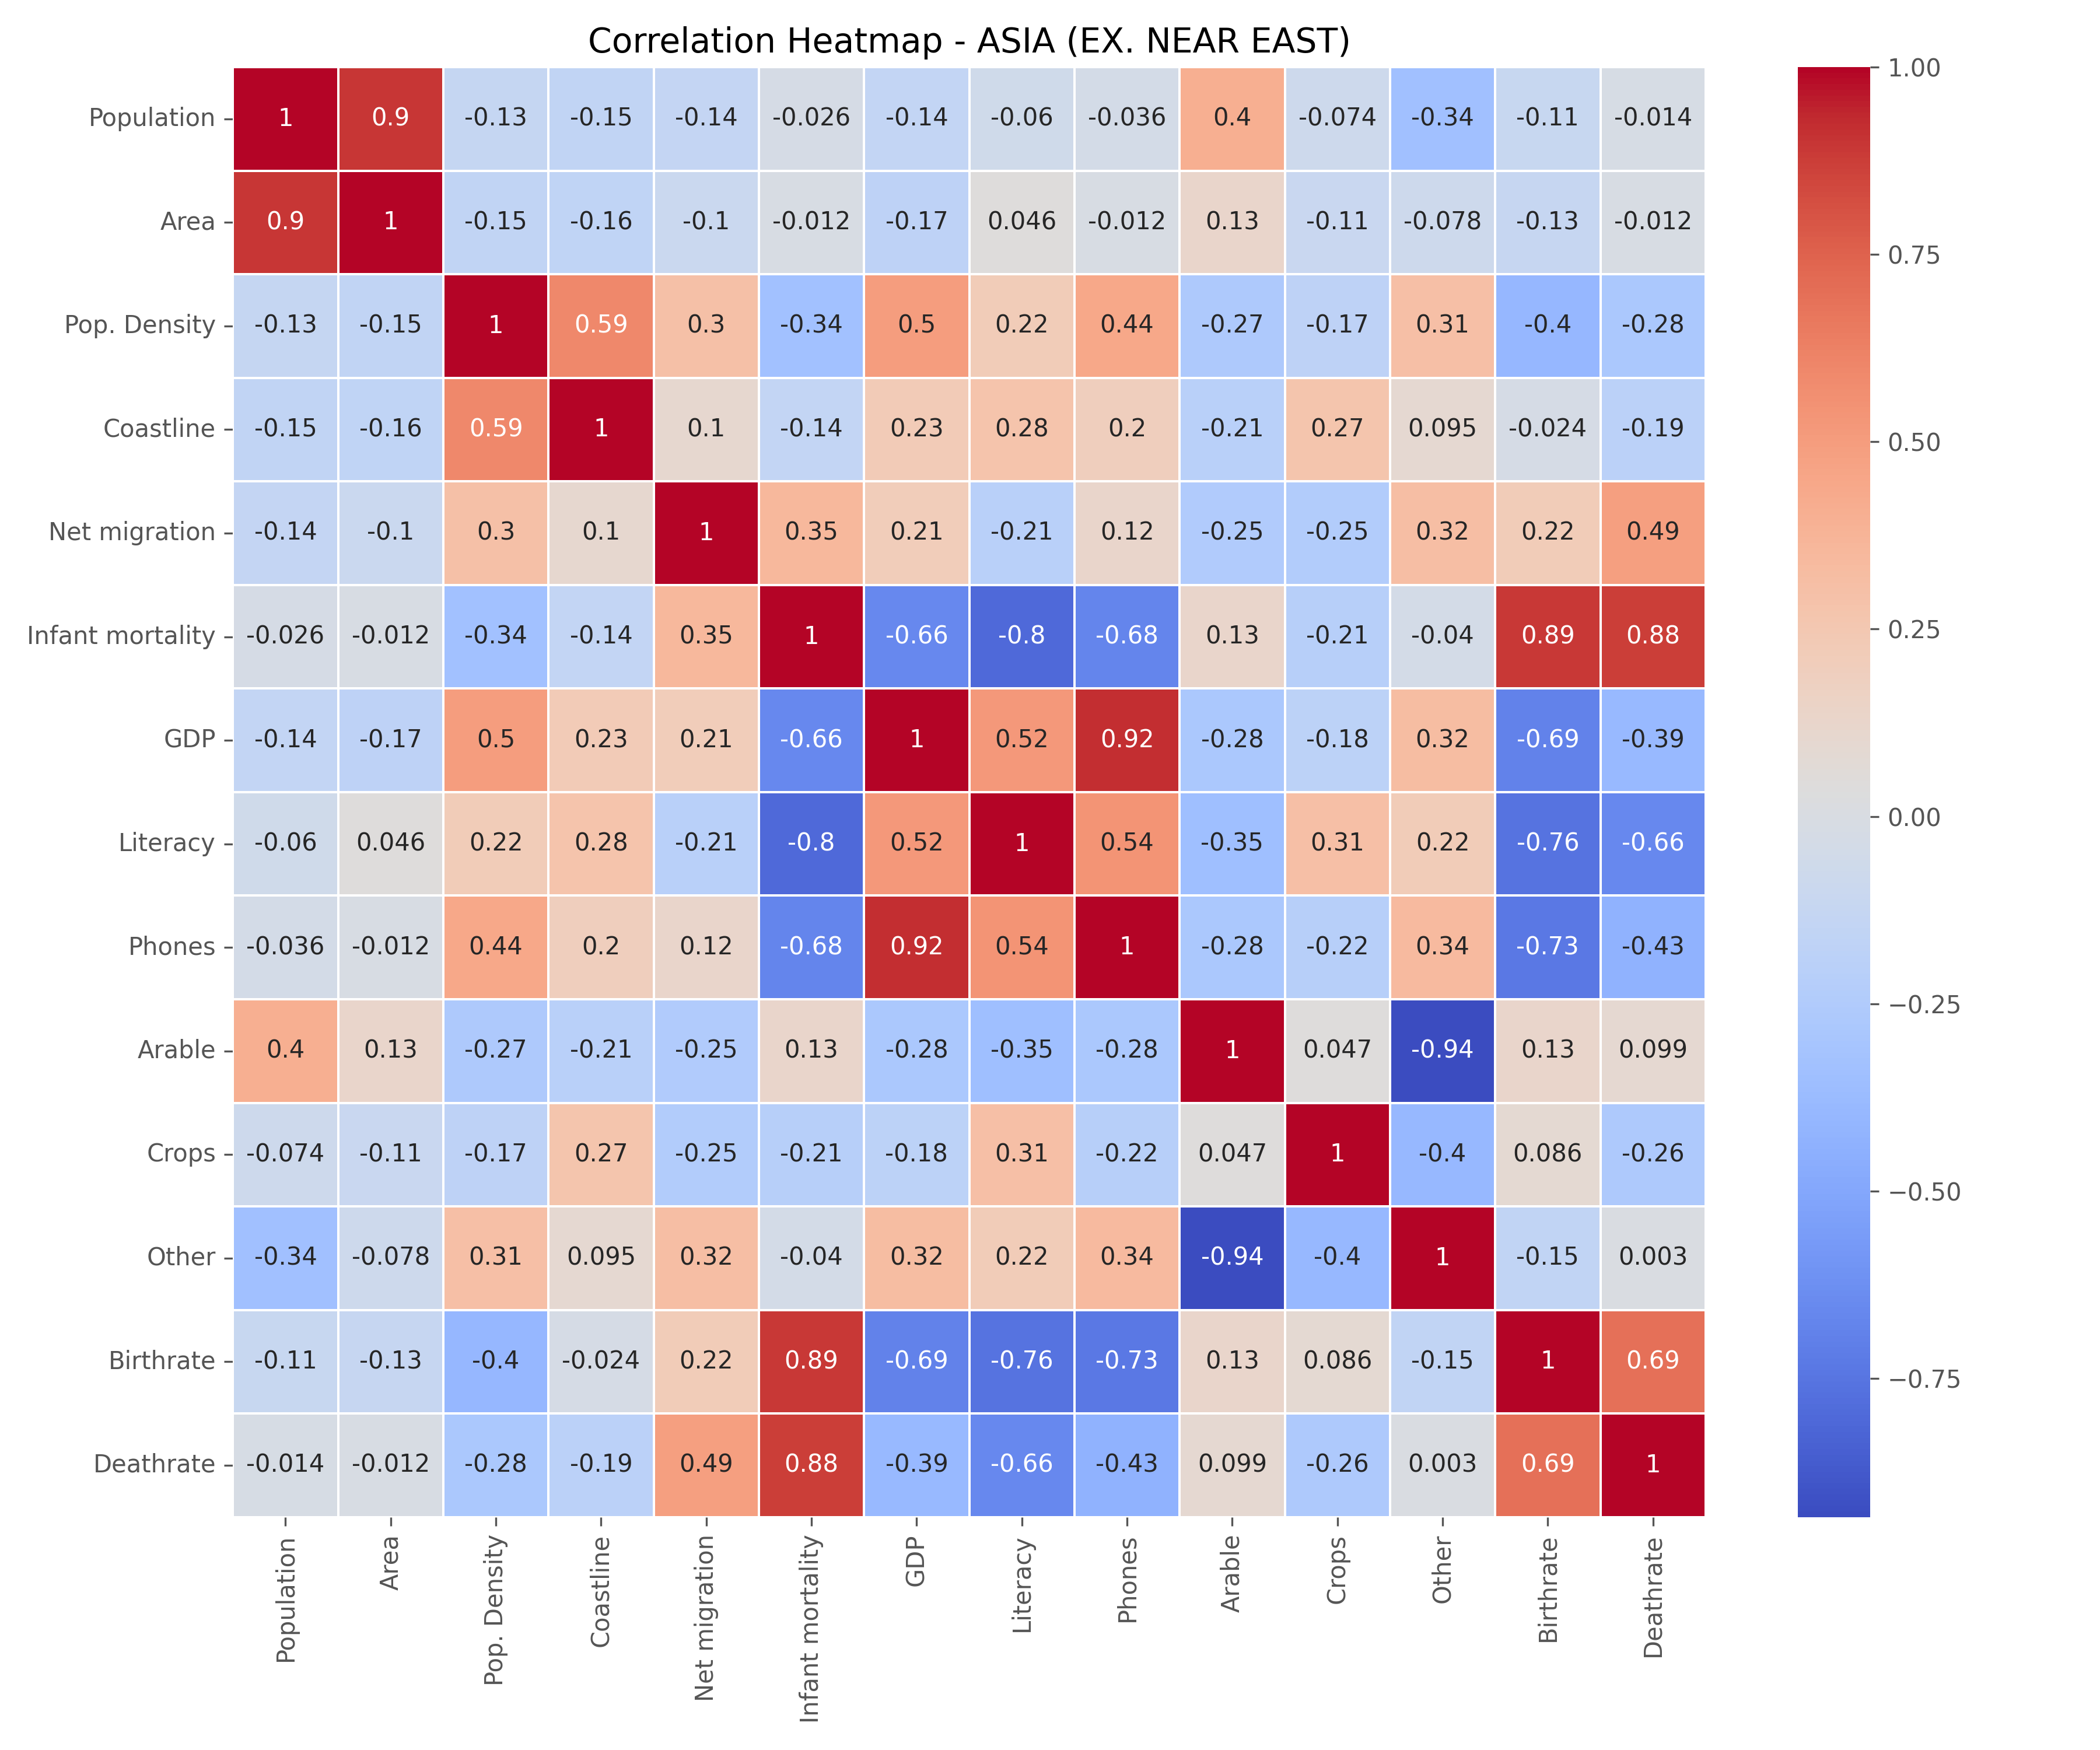 Correlation Heatmap - ASIA (EX. NEAR EAST)
Population 1 0.9 -0.13 -0.15 -0.14 -0.026 -0.14 -0.06 -0.036 0.4 -0.074 -0.34 -0.11 -0.014
Area 0.9 1 -0.15 -0.16 -0.1 -0.012 -0.17 0.046 -0.012 0.13 -0.11 -0.078 -0.13 -0.012
Pop. Density -0.13 -0.15 1 0.59 0.3 -0.34 0.5 0.22 0.44 -0.27 -0.17 0.31 -0.4 -0.28
Coastline -0.15 -0.16 0.59 1 0.1 -0.14 0.23 0.28 0.2 -0.21 0.27 0.095 -0.024 -0.19
Net migration -0.14 -0.1 0.3 0.1 1 0.35 0.21 -0.21 0.12 -0.25 -0.25 0.32 0.22 0.49
Infant mortality -0.026 -0.012 -0.34 -0.14 0.35 1 -0.66 -0.8 -0.68 0.13 -0.21 -0.04 0.89 0.88
GDP -0.14 -0.17 0.5 0.23 0.21 -0.66 1 0.52 0.92 -0.28 -0.18 0.32 -0.69 -0.39
Literacy -0.06 0.046 0.22 0.28 -0.21 -0.8 0.52 1 0.54 -0.35 0.31 0.22 -0.76 -0.66
Phones -0.036 -0.012 0.44 0.2 0.12 -0.68 0.92 0.54 1 -0.28 -0.22 0.34 -0.73 -0.43
Arable 0.4 0.13 -0.27 -0.21 -0.25 0.13 -0.28 -0.35 -0.28 1 0.047 -0.94 0.13 0.099
Crops -0.074 -0.11 -0.17 0.27 -0.25 -0.21 -0.18 0.31 -0.22 0.047 1 -0.4 0.086 -0.26
Other -0.34 -0.078 0.31 0.095 0.32 -0.04 0.32 0.22 0.34 -0.94 -0.4 1 -0.15 0.003
Birthrate -0.11 -0.13 -0.4 -0.024 0.22 0.89 -0.69 -0.76 -0.73 0.13 0.086 -0.15 1 0.69
Deathrate -0.014 -0.012 -0.28 -0.19 0.49 0.88 -0.39 -0.66 -0.43 0.099 -0.26 0.003 0.69 1
Population
Area
Pop. Density
Coastline
Net migration
Infant mortality
GDP
Literacy
Phones
Arable
Crops
Other
Birthrate
Deathrate
1.00
0.75
0.50
0.25
0.00
−0.25
−0.50
−0.75